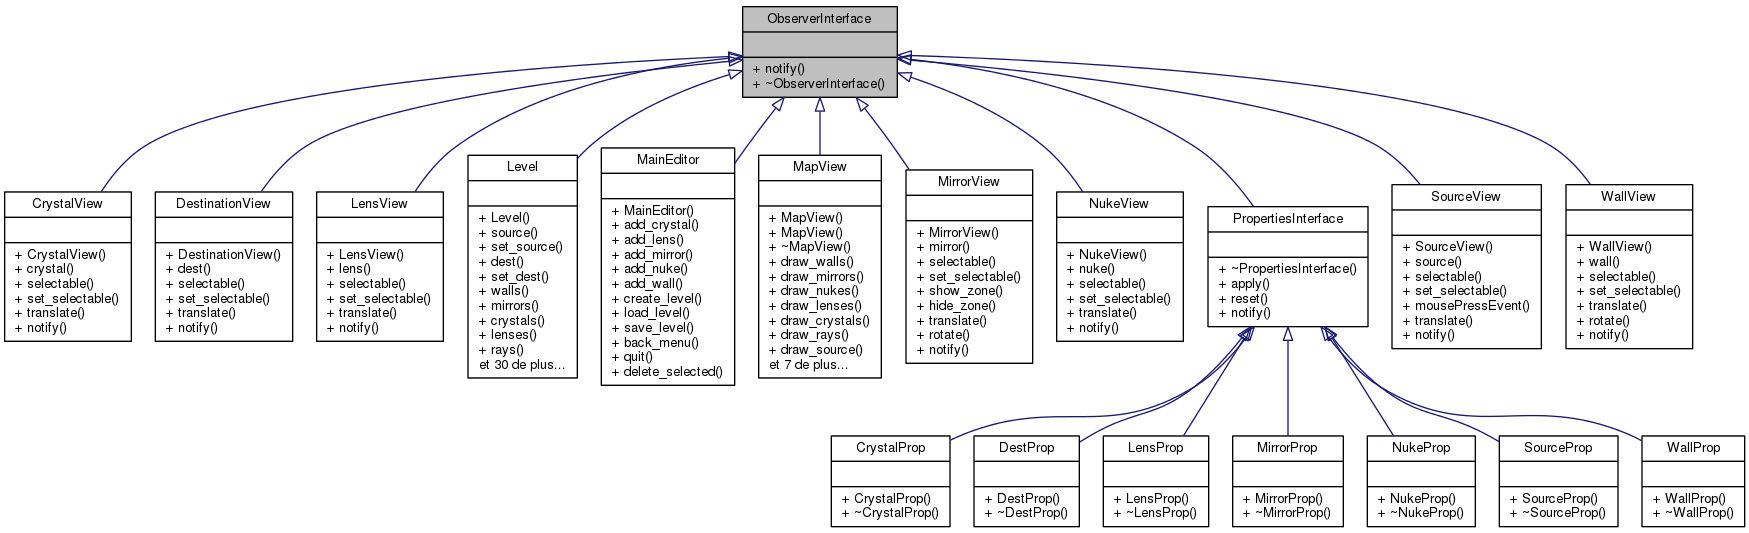 ObserverInterface
+ notify()
+ ~ObserverInterface()
CrystalView
+ CrystalView()
+ crystal()
+ selectable()
+ set_selectable()
+ translate()
+ notify()
DestinationView
+ DestinationView()
+ dest()
+ selectable()
+ set_selectable()
+ translate()
+ notify()
LensView
+ LensView()
+ lens()
+ selectable()
+ set_selectable()
+ translate()
+ notify()
Level
+ Level()
+ source()
+ set_source()
+ dest()
+ set_dest()
+ walls()
+ mirrors()
+ crystals()
+ lenses()
+ rays()
et 30 de plus...
MainEditor
+ MainEditor()
+ add_crystal()
+ add_lens()
+ add_mirror()
+ add_nuke()
+ add_wall()
+ create_level()
+ load_level()
+ save_level()
+ back_menu()
+ quit()
+ delete_selected()
MapView
+ MapView()
+ MapView()
+ ~MapView()
+ draw_walls()
+ draw_mirrors()
+ draw_nukes()
+ draw_lenses()
+ draw_crystals()
+ draw_rays()
+ draw_source()
et 7 de plus...
MirrorView
+ MirrorView()
+ mirror()
+ selectable()
+ set_selectable()
+ show_zone()
+ hide_zone()
+ translate()
+ rotate()
+ notify()
NukeView
+ NukeView()
+ nuke()
+ selectable()
+ set_selectable()
+ translate()
+ notify()
PropertiesInterface
+ ~PropertiesInterface()
+ apply()
+ reset()
+ notify()
SourceView
+ SourceView()
+ source()
+ selectable()
+ set_selectable()
+ mousePressEvent()
+ translate()
+ notify()
WallView
+ WallView()
+ wall()
+ selectable()
+ set_selectable()
+ translate()
+ rotate()
+ notify()
CrystalProp
+ CrystalProp()
+ ~CrystalProp()
DestProp
+ DestProp()
+ ~DestProp()
LensProp
+ LensProp()
+ ~LensProp()
MirrorProp
+ MirrorProp()
+ ~MirrorProp()
NukeProp
+ NukeProp()
+ ~NukeProp()
SourceProp
+ SourceProp()
+ ~SourceProp()
WallProp
+ WallProp()
+ ~WallProp()